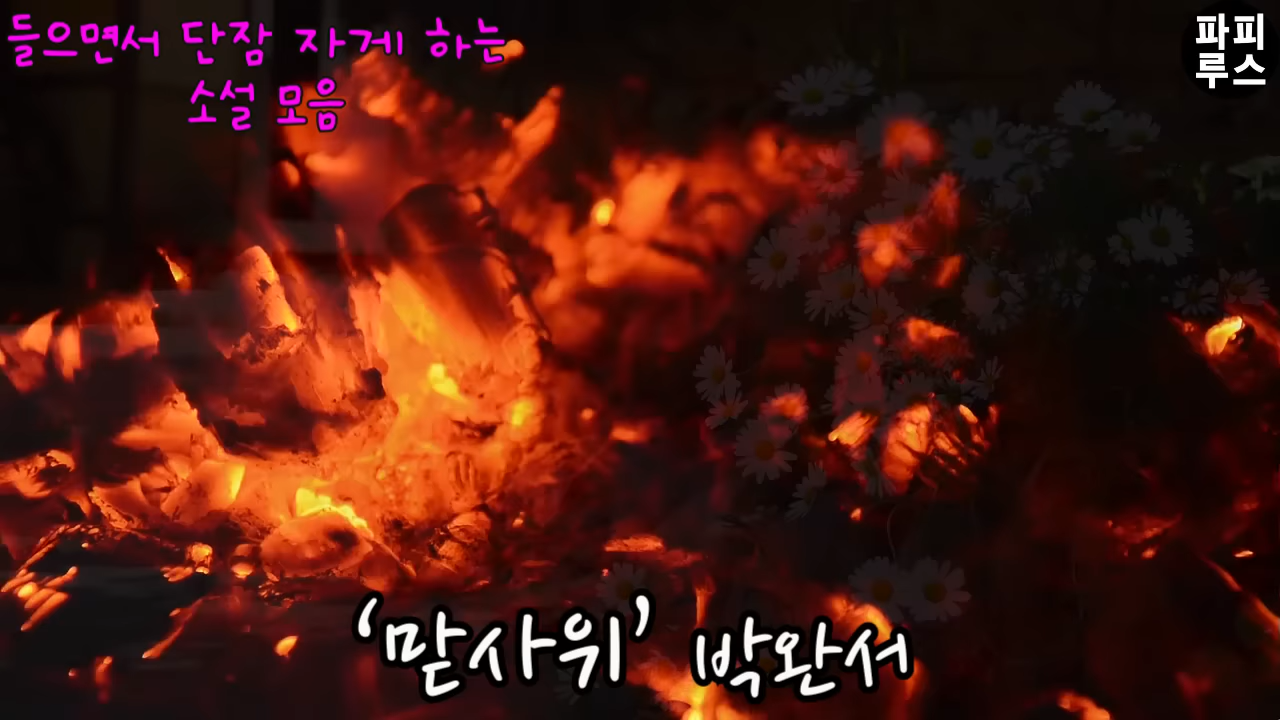 들으면서 단잠 자게 하는
소설 모음
파피
루스
‘맏사위’ 박완서